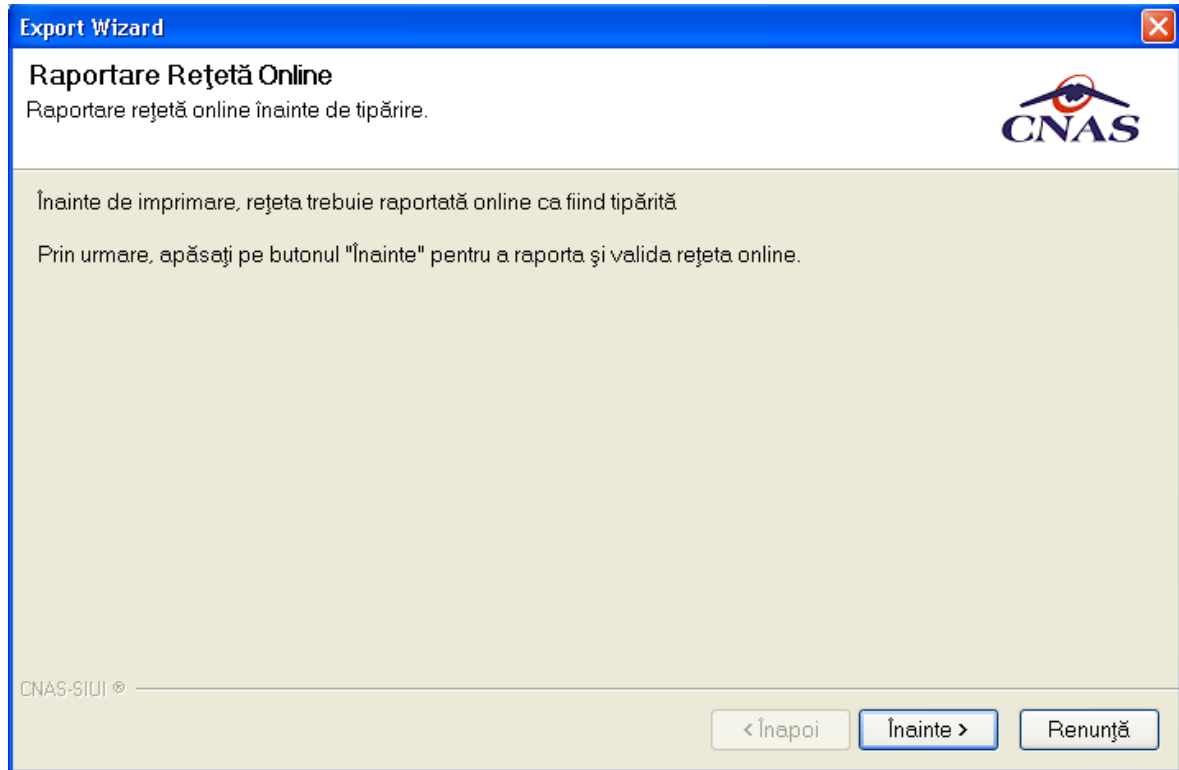 Export Wizard
Raportare Reţetă Online
Raportare reţetă online înainte de tipărire.
CNAS
Înainte de imprimare, reţeta trebuie raportată online ca fiind tipărită
Prin urmare, apăsaţi pe butonul "Înainte" pentru a raporta şi valida reţeta online.
CNAS-SIUI ®
< Înapoi
Înainte >
Renunţă